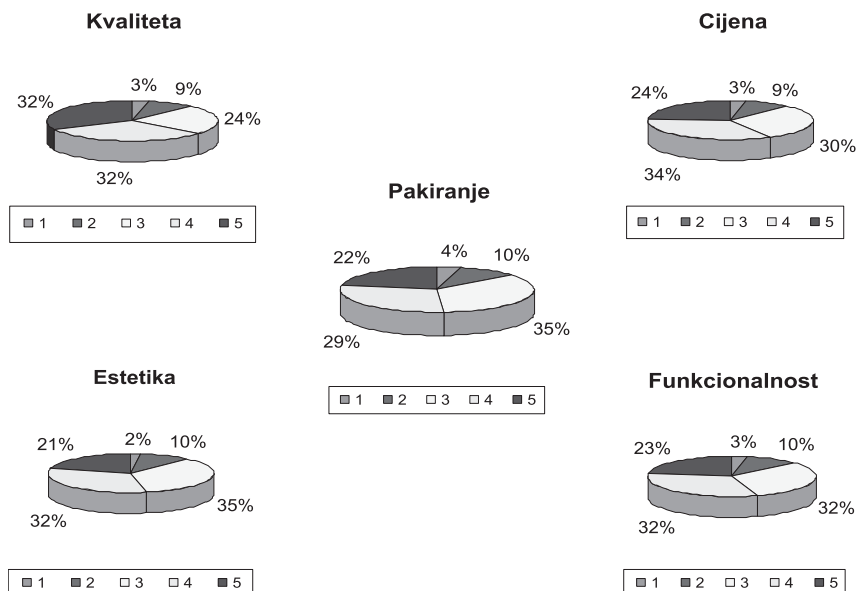 Kvaliteta
3%
9%
32%
24%
32%
1 2 3 4 5
Cijena
3%
9%
24%
30%
34%
1 2 3 4 5
Pakiranje
4%
10%
22%
35%
29%
1 2 3 4 5
Estetika
2%
10%
21%
35%
32%
1 2 3 4 5
Funkcionalnost
3%
10%
23%
32%
32%
1 2 3 4 5